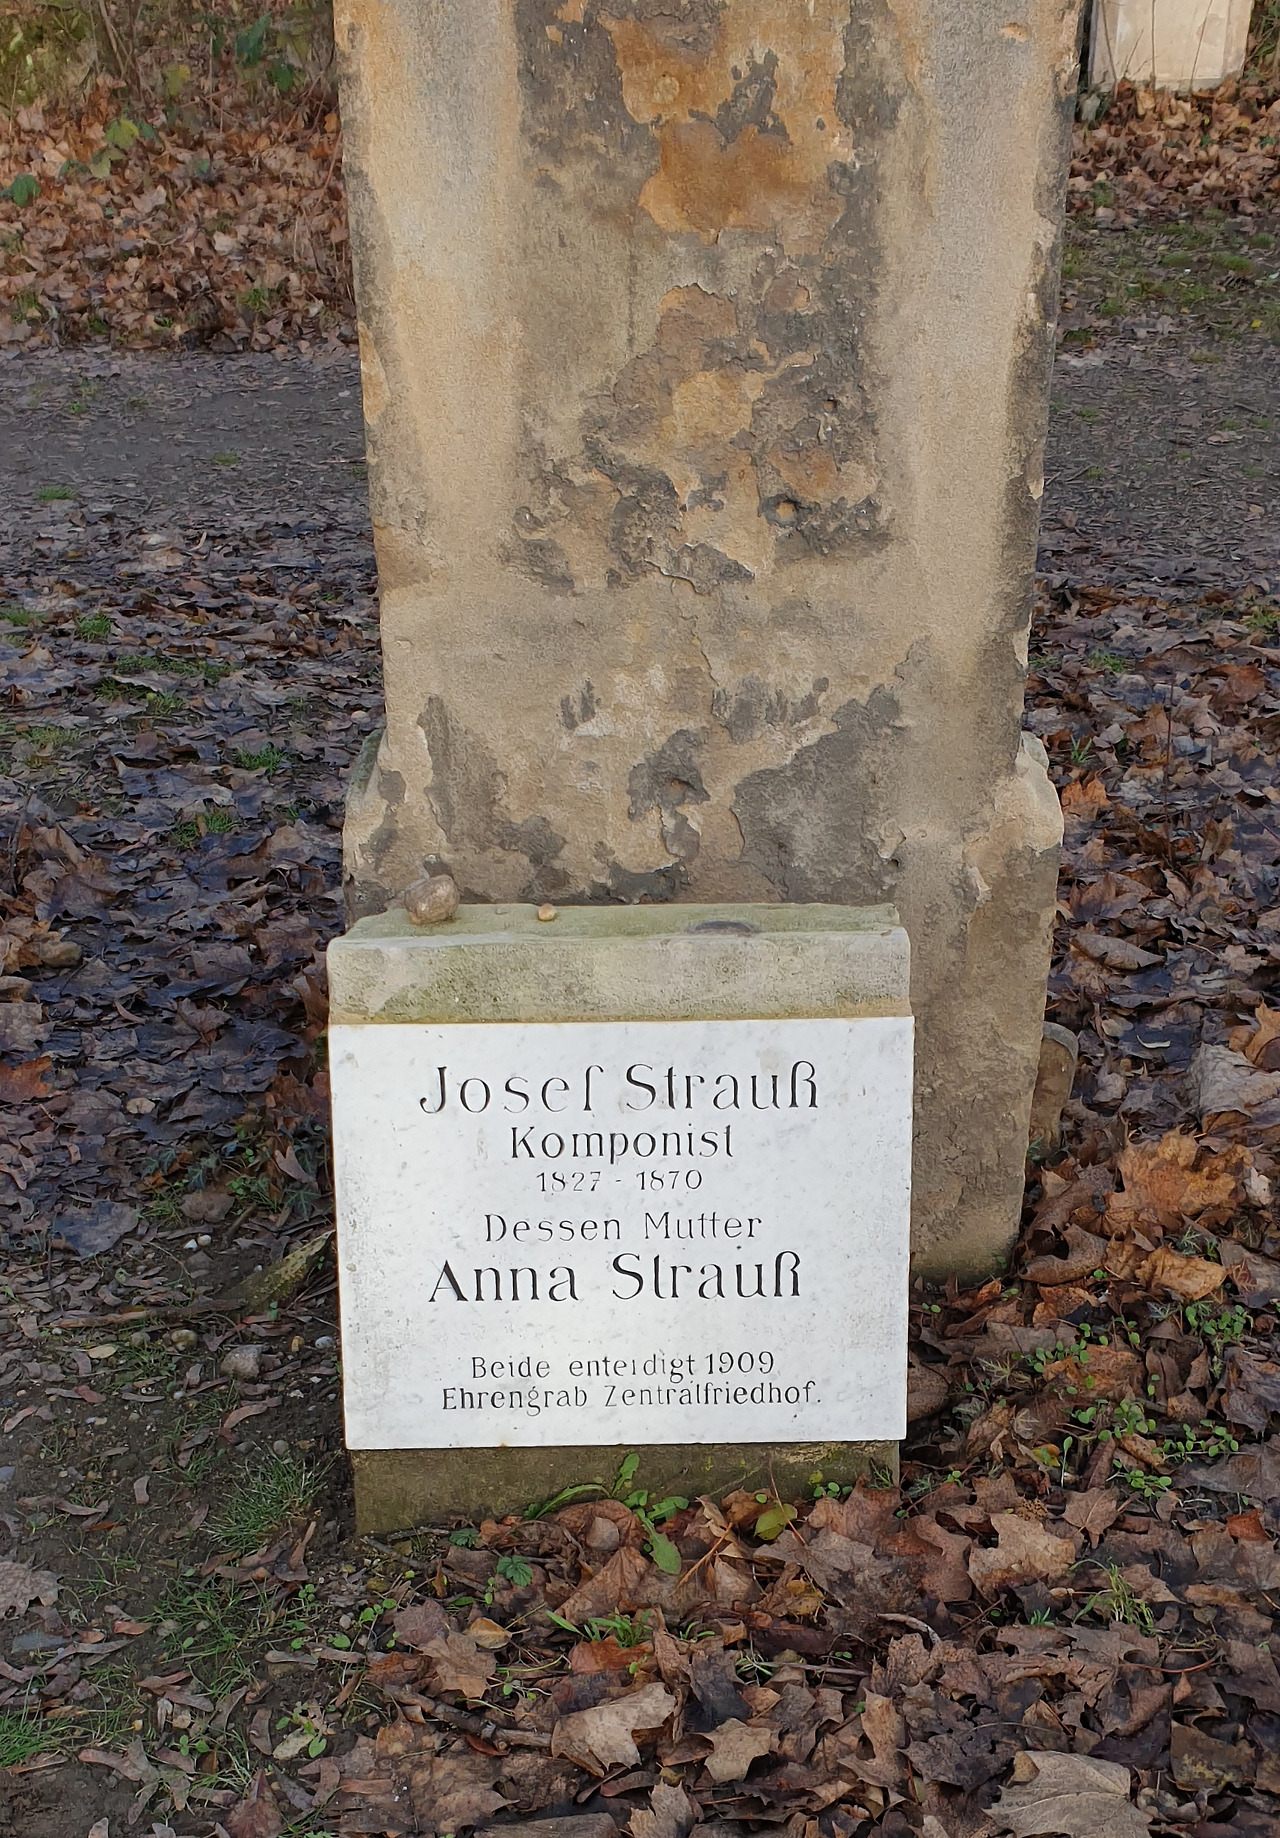 Josef Strauß
Komponist
1827 - 1870
Dessen Mutter
Anna Strauß
Beide enterdigt 1909
Ehrengrab Zentralfriedhof.